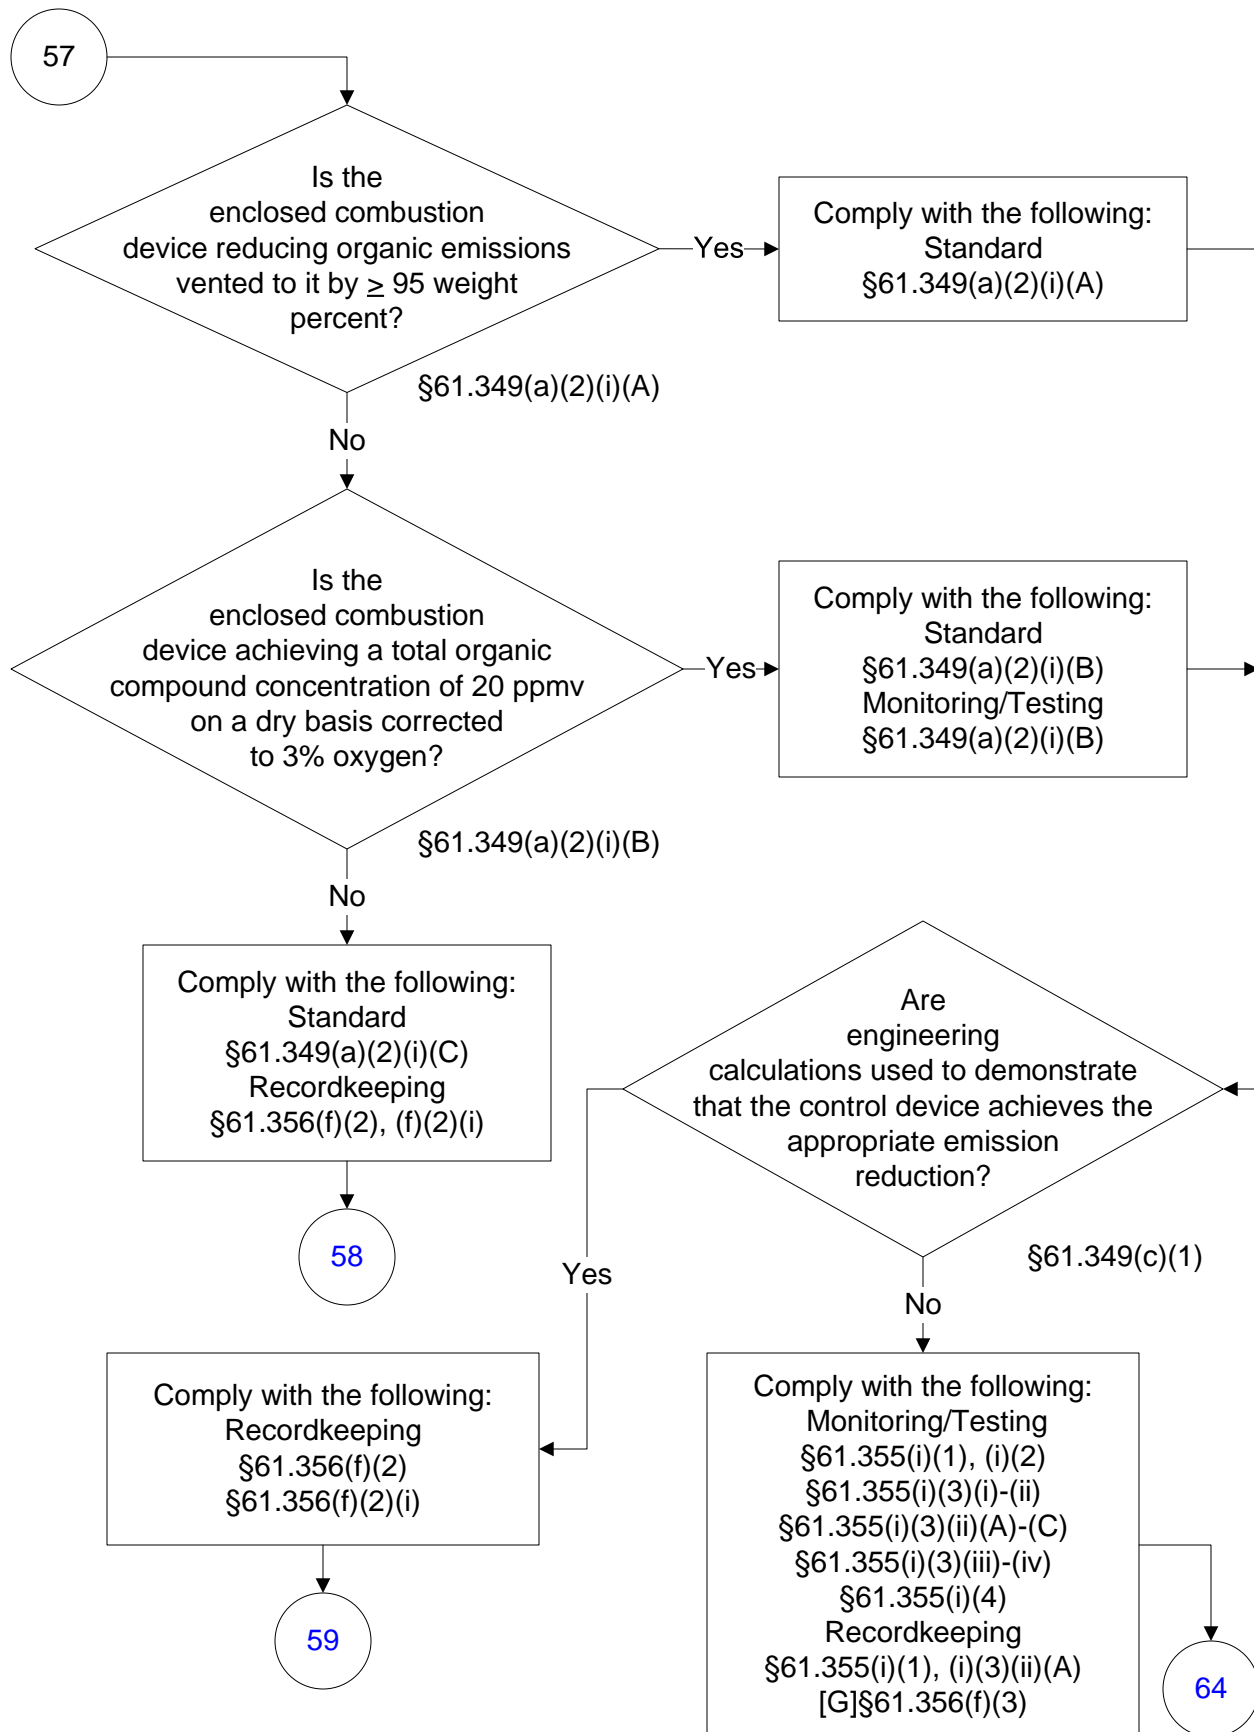 57
Is the
enclosed combustion
device reducing organic emissions
vented to it by ≥ 95 weight
percent?
Yes
Comply with the following:
Standard
§61.349(a)(2)(i)(A)
§61.349(a)(2)(i)(A)
No
Is the
enclosed combustion
device achieving a total organic
compound concentration of 20 ppmv
on a dry basis corrected
to 3% oxygen?
Yes
Comply with the following:
Standard
§61.349(a)(2)(i)(B)
Monitoring/Testing
§61.349(a)(2)(i)(B)
§61.349(a)(2)(i)(B)
No
Comply with the following:
Standard
§61.349(a)(2)(i)(C)
Recordkeeping
§61.356(f)(2), (f)(2)(i)
58
Are
engineering
calculations used to demonstrate
that the control device achieves the
appropriate emission
reduction?
§61.349(c)(1)
Yes
No
Comply with the following:
Recordkeeping
§61.356(f)(2)
§61.356(f)(2)(i)
59
Comply with the following:
Monitoring/Testing
§61.355(i)(1), (i)(2)
§61.355(i)(3)(i)-(ii)
§61.355(i)(3)(ii)(A)-(C)
§61.355(i)(3)(iii)-(iv)
§61.355(i)(4)
Recordkeeping
§61.355(i)(1), (i)(3)(ii)(A)
[G]§61.356(f)(3)
64